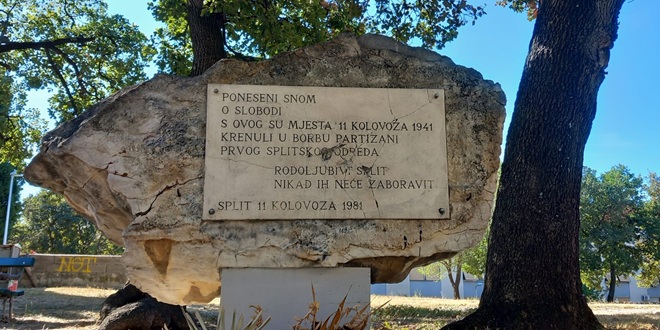 PONESENI SNOM
O SLOBODI
S OVOG SU MJESTA 11 KOLOVOZA 1941
KRENULI U BORBU PARTIZANI
PRVOG SPLITSKOG ODREDA
RODOLJUBIVI SPLIT
NIKAD IH NEĆE ZABORAVIT
SPLIT 11 KOLOVOZA 1981
NOT